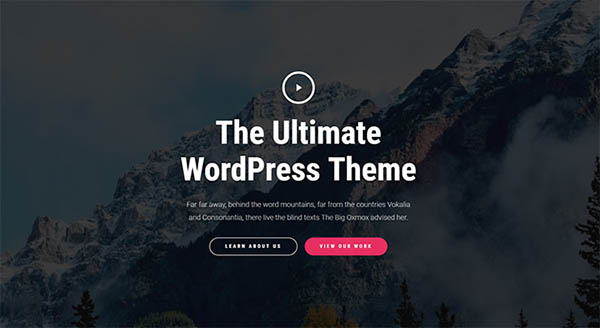 The Ultimate
WordPress Theme
Far far away, behind the word mountains, far from the countries Vokalia
and Consonantia, there live the blind texts The Big Oxmox advised her.
LEARN ABOUT US
VIEW OUR WORK